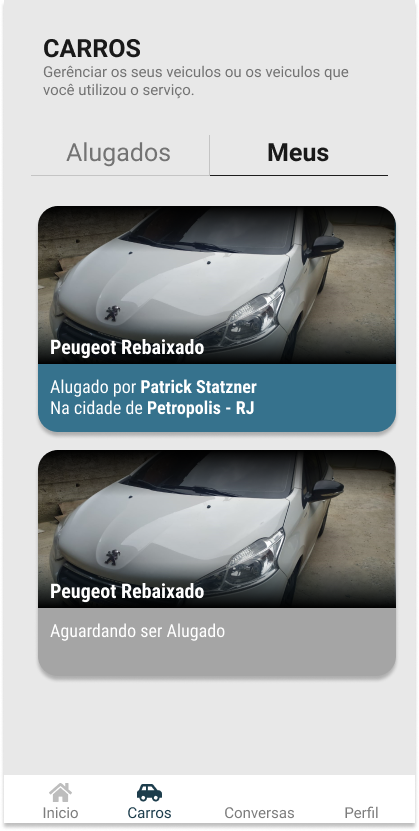 CARROS
Gerênciar os seus veiculos ou os veiculos que
você utilizou o serviço.
Alugados
Meus
Peugeot Rebaixado
Alugado por Patrick Statzner
Na cidade de Petropolis - RJ
Peugeot Rebaixado
Aguardando ser Alugado
Inicio
Carros
Conversas
Perfil